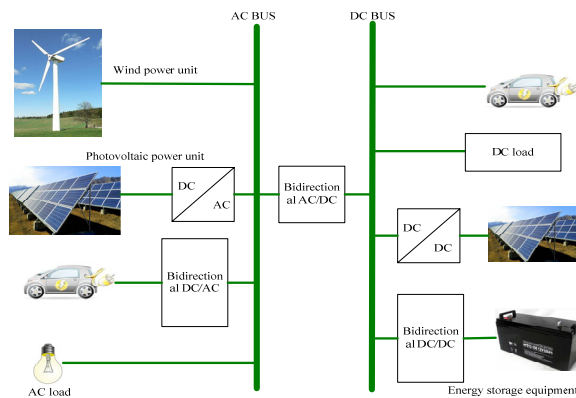 AC BUS
DC BUS
Wind power unit
Photovoltaic power unit
DC
AC
Bidirection
al AC/DC
DC load
DC
DC
Bidirection
al DC/AC
Bidirection
al DC/DC
AC load
Energy storage equipment